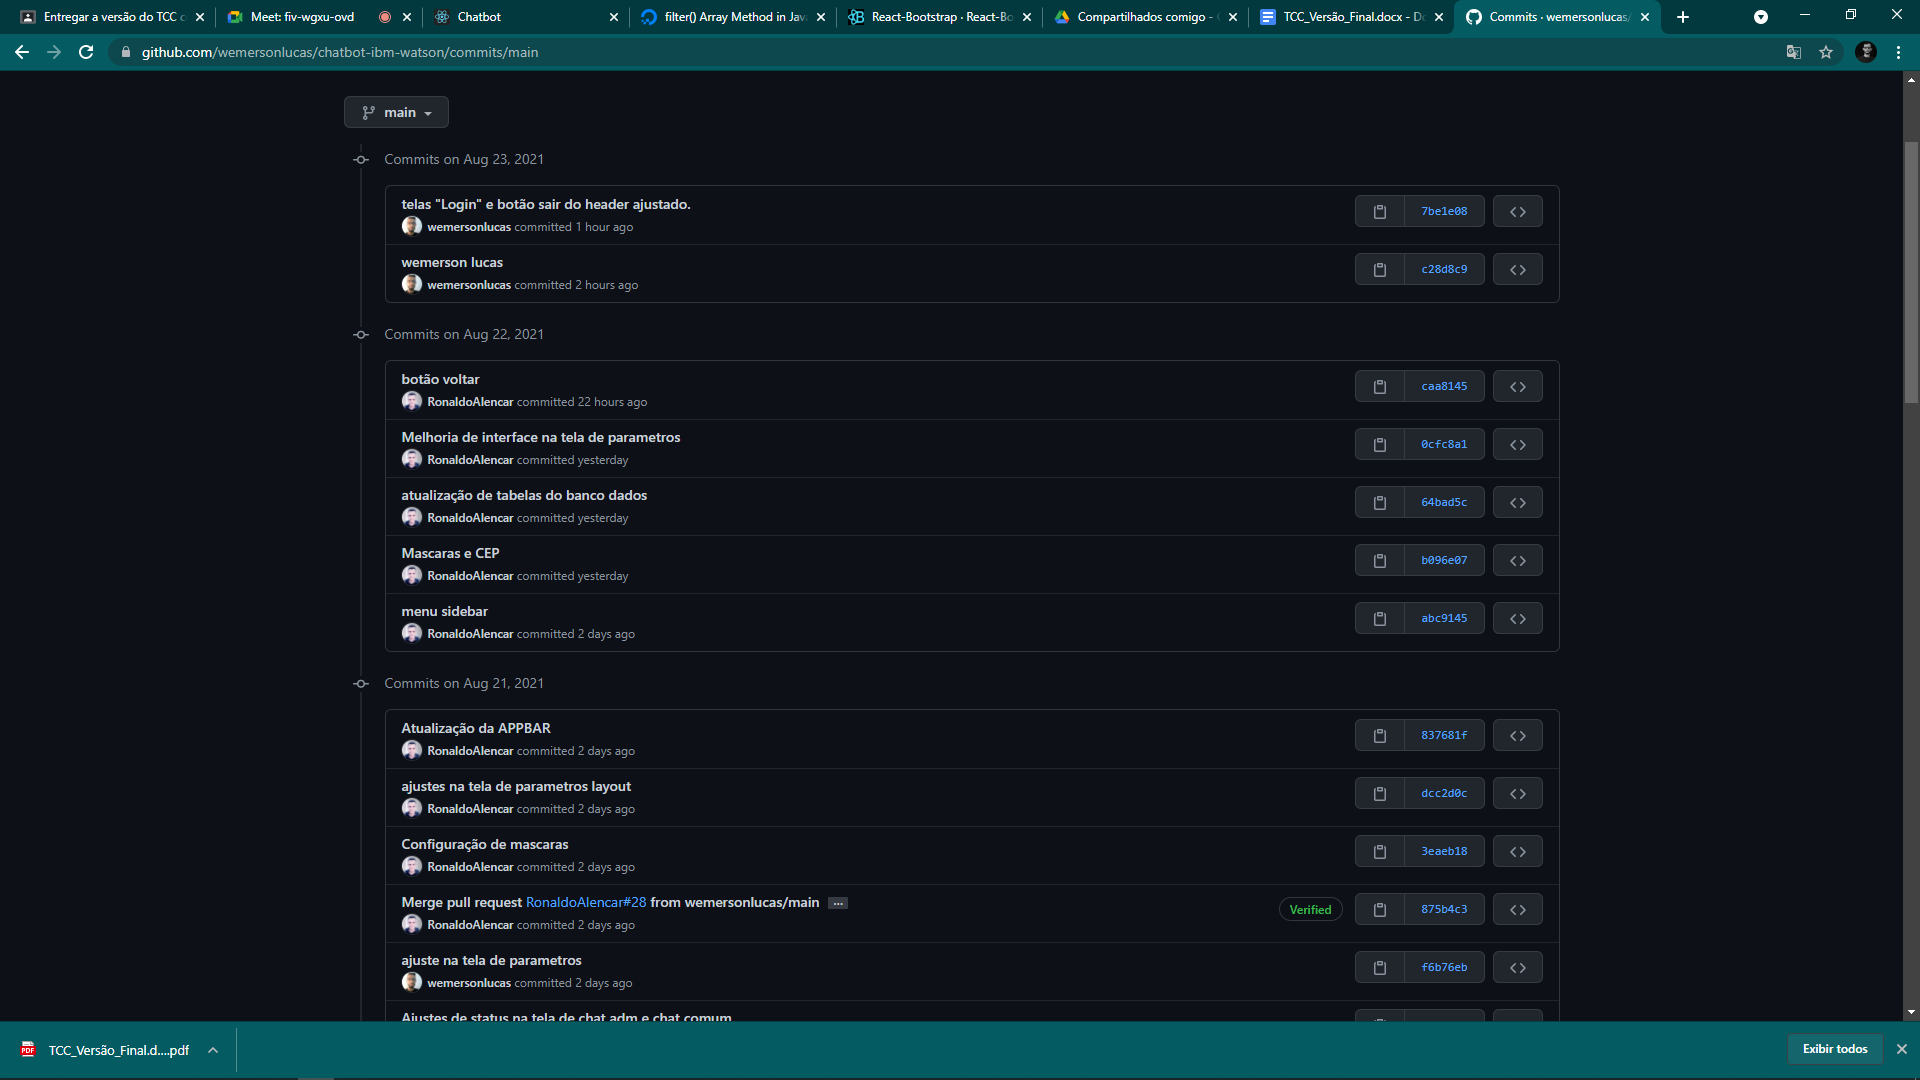 Entregar a versão do TCC c
Meet: fiv-wgxu-ovd
Chatbot
filter() Array Method in Jav
React-Bootstrap · React-Bo
Compartilhados comigo -
TCC_Versão_Final.docx - D
Commits · wemersonlucas/
github.com/wemersonlucas/chatbot-ibm-watson/commits/main
main
Commits on Aug 23, 2021
telas "Login" e botão sair do header ajustado.
7be1e08
wemersonlucas committed 1 hour ago
wemerson lucas
c28d8c9
wemersonlucas committed 2 hours ago
Commits on Aug 22, 2021
botão voltar
caa8145
RonaldoAlencar committed 22 hours ago
Melhoria de interface na tela de parametros
0cfc8a1
RonaldoAlencar committed yesterday
atualização de tabelas do banco dados
64bad5c
RonaldoAlencar committed yesterday
Mascaras e CEP
b096e07
RonaldoAlencar committed yesterday
menu sidebar
abc9145
RonaldoAlencar committed 2 days ago
Commits on Aug 21, 2021
Atualização da APPBAR
837681f
RonaldoAlencar committed 2 days ago
ajustes na tela de parametros layout
dcc2d0c
RonaldoAlencar committed 2 days ago
Configuração de mascaras
3eaeb18
RonaldoAlencar committed 2 days ago
Merge pull request RonaldoAlencar#28 from wemersonlucas/main …
Verified
875b4c3
RonaldoAlencar committed 2 days ago
ajuste na tela de parametros
f6b76eb
wemersonlucas committed 2 days ago
Ajustes de status na tela de chat adm e chat comum
TCC_Versão_Final.d....pdf
Exibir todos